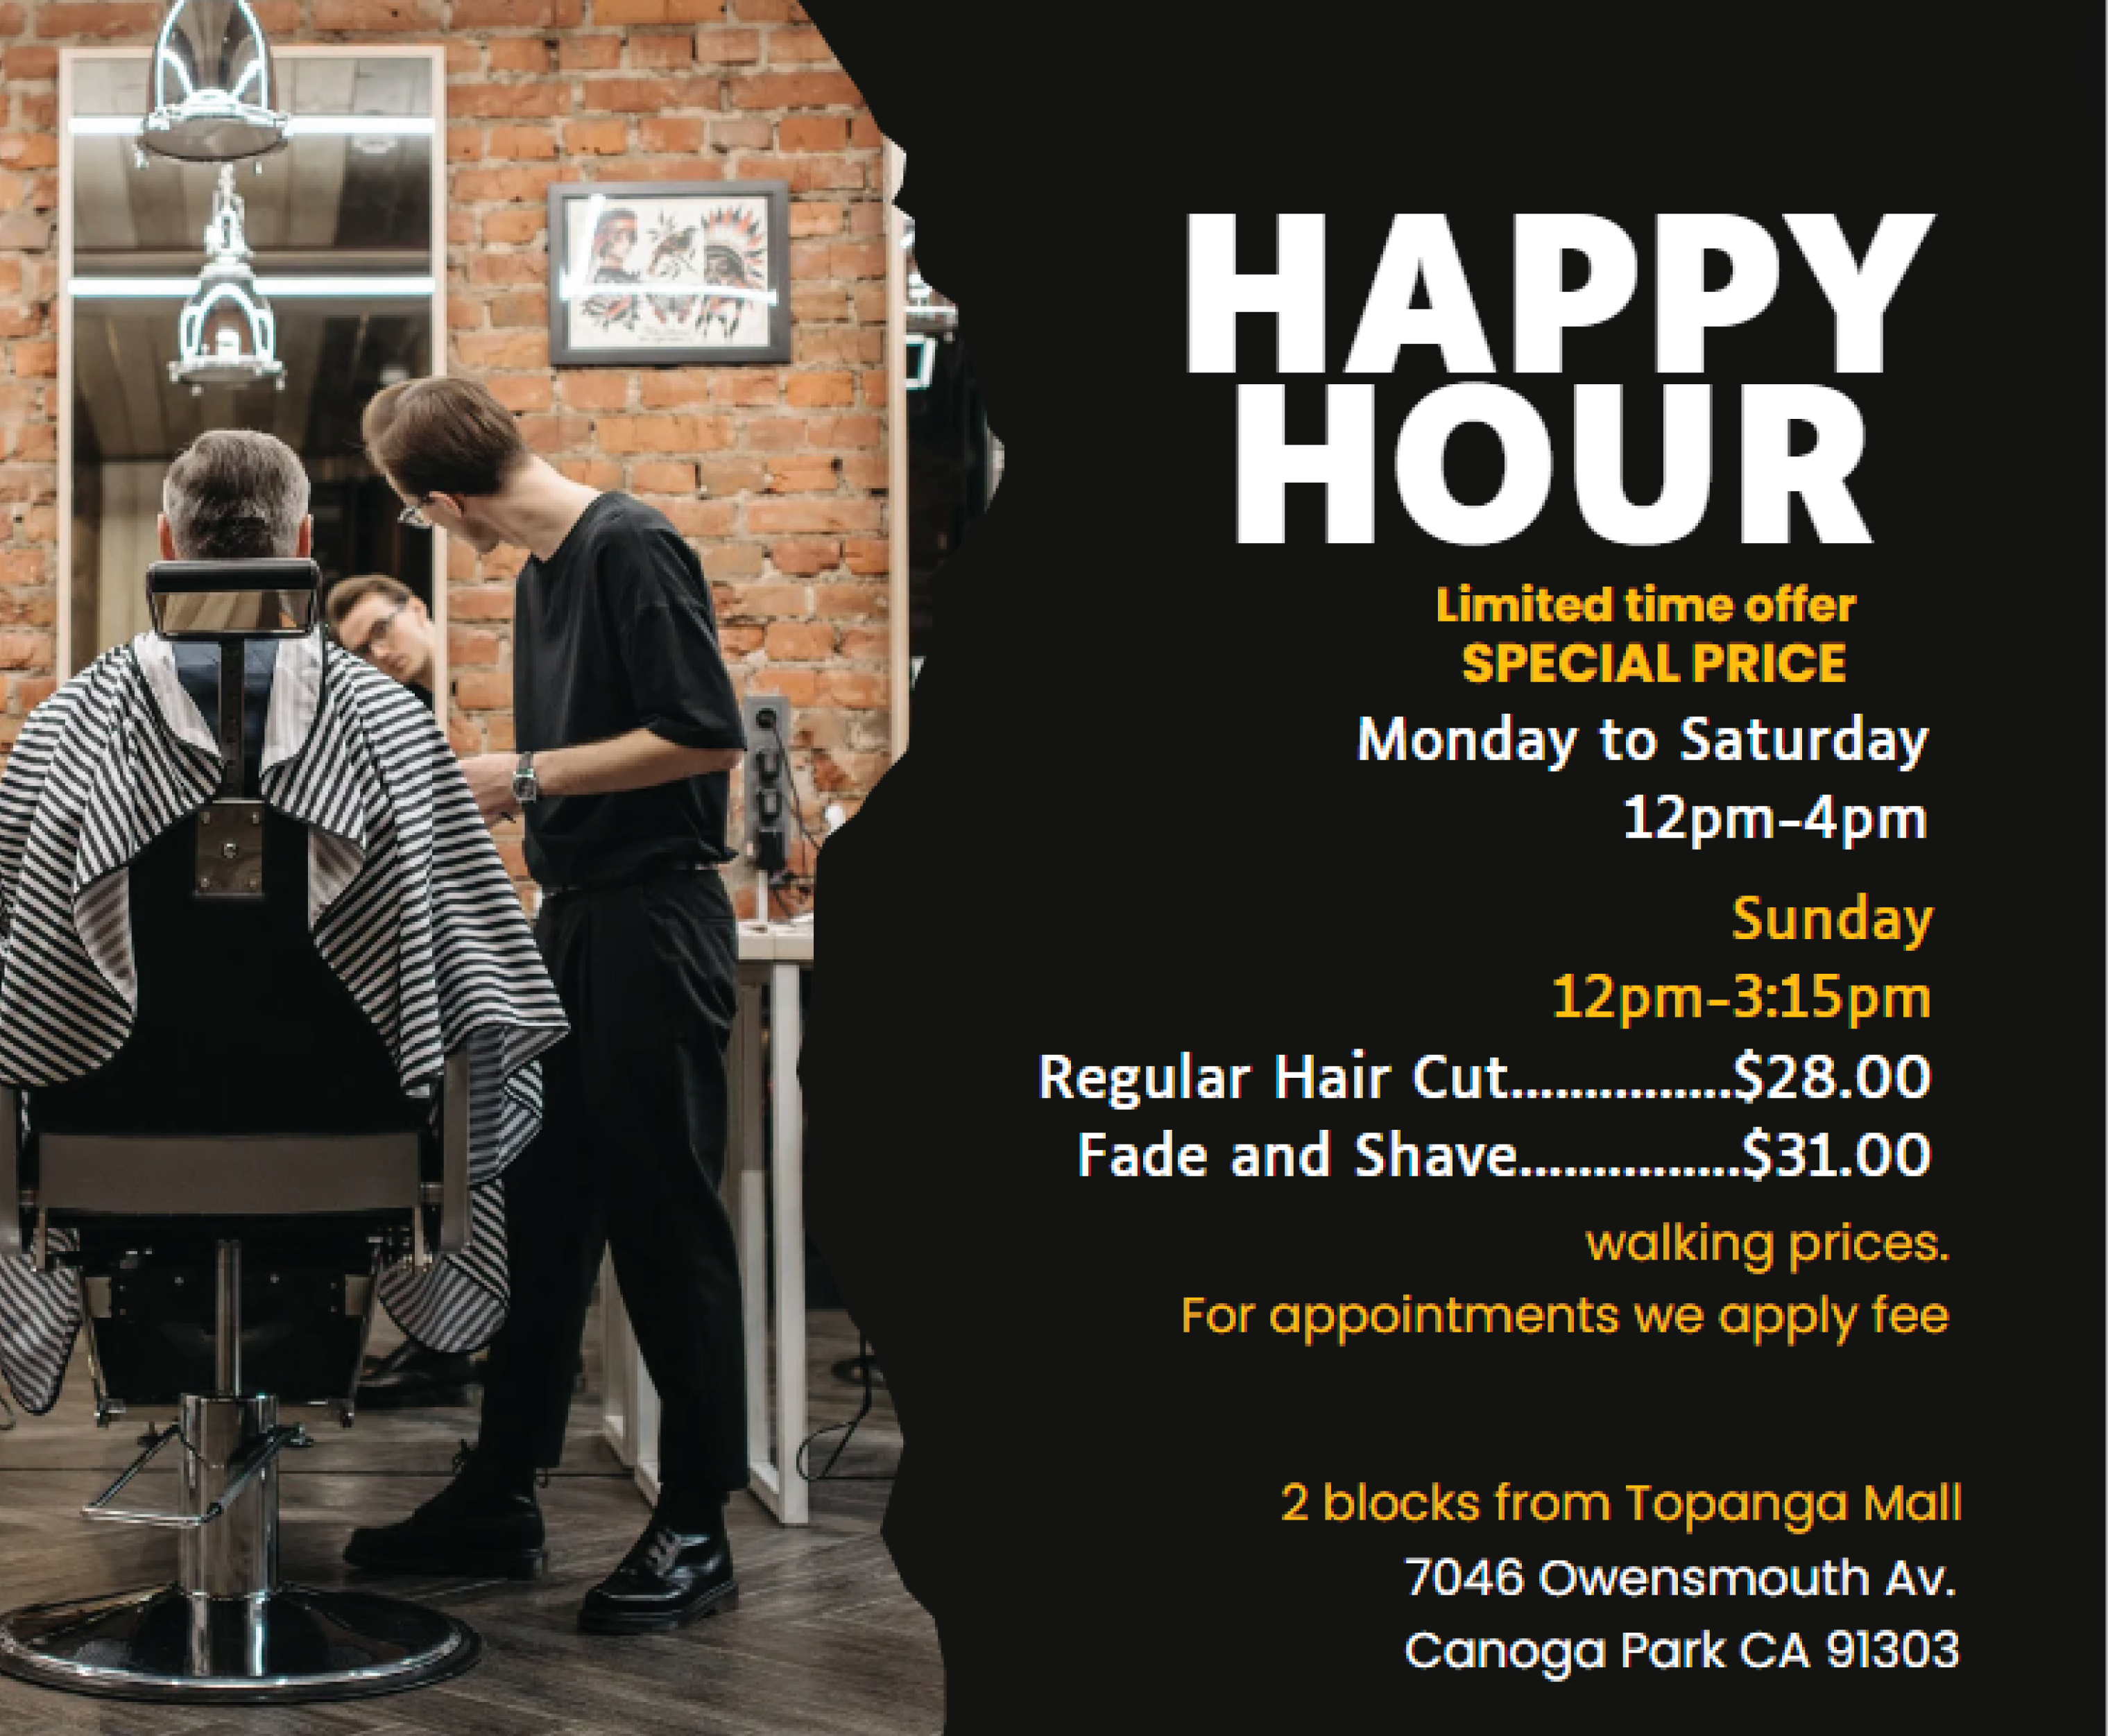 HAPPY
HOUR
Limited time offer
SPECIAL PRICE
Monday to Saturday
12pm-4pm
Sunday
12pm-3:15pm
Regular Hair Cut...............$28.00
Fade and Shave...............$31.00
walking prices.
For appointments we apply fee
2 blocks from Topanga Mall
7046 Owensmouth Av.
Canoga Park CA 91303